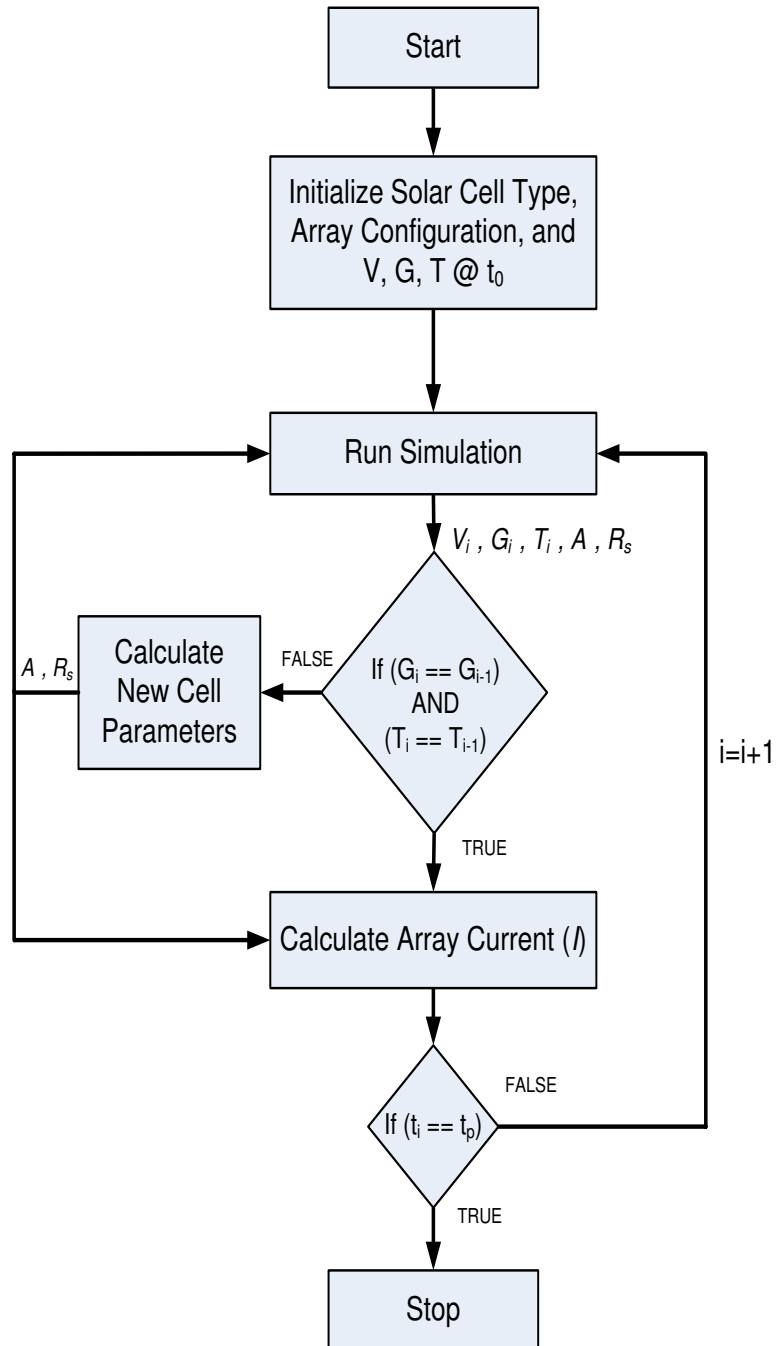 Start
Initialize Solar Cell Type,
Array Configuration, and
V, G, T @ t₀
Run Simulation
Vᵢ , Gᵢ , Tᵢ , A , Rₛ
If (Gᵢ == Gᵢ₋₁)
AND
(Tᵢ == Tᵢ₋₁)
FALSE
Calculate
New Cell
Parameters
A , Rₛ
i=i+1
TRUE
Calculate Array Current (I)
If (tᵢ == tₚ)
FALSE
TRUE
Stop